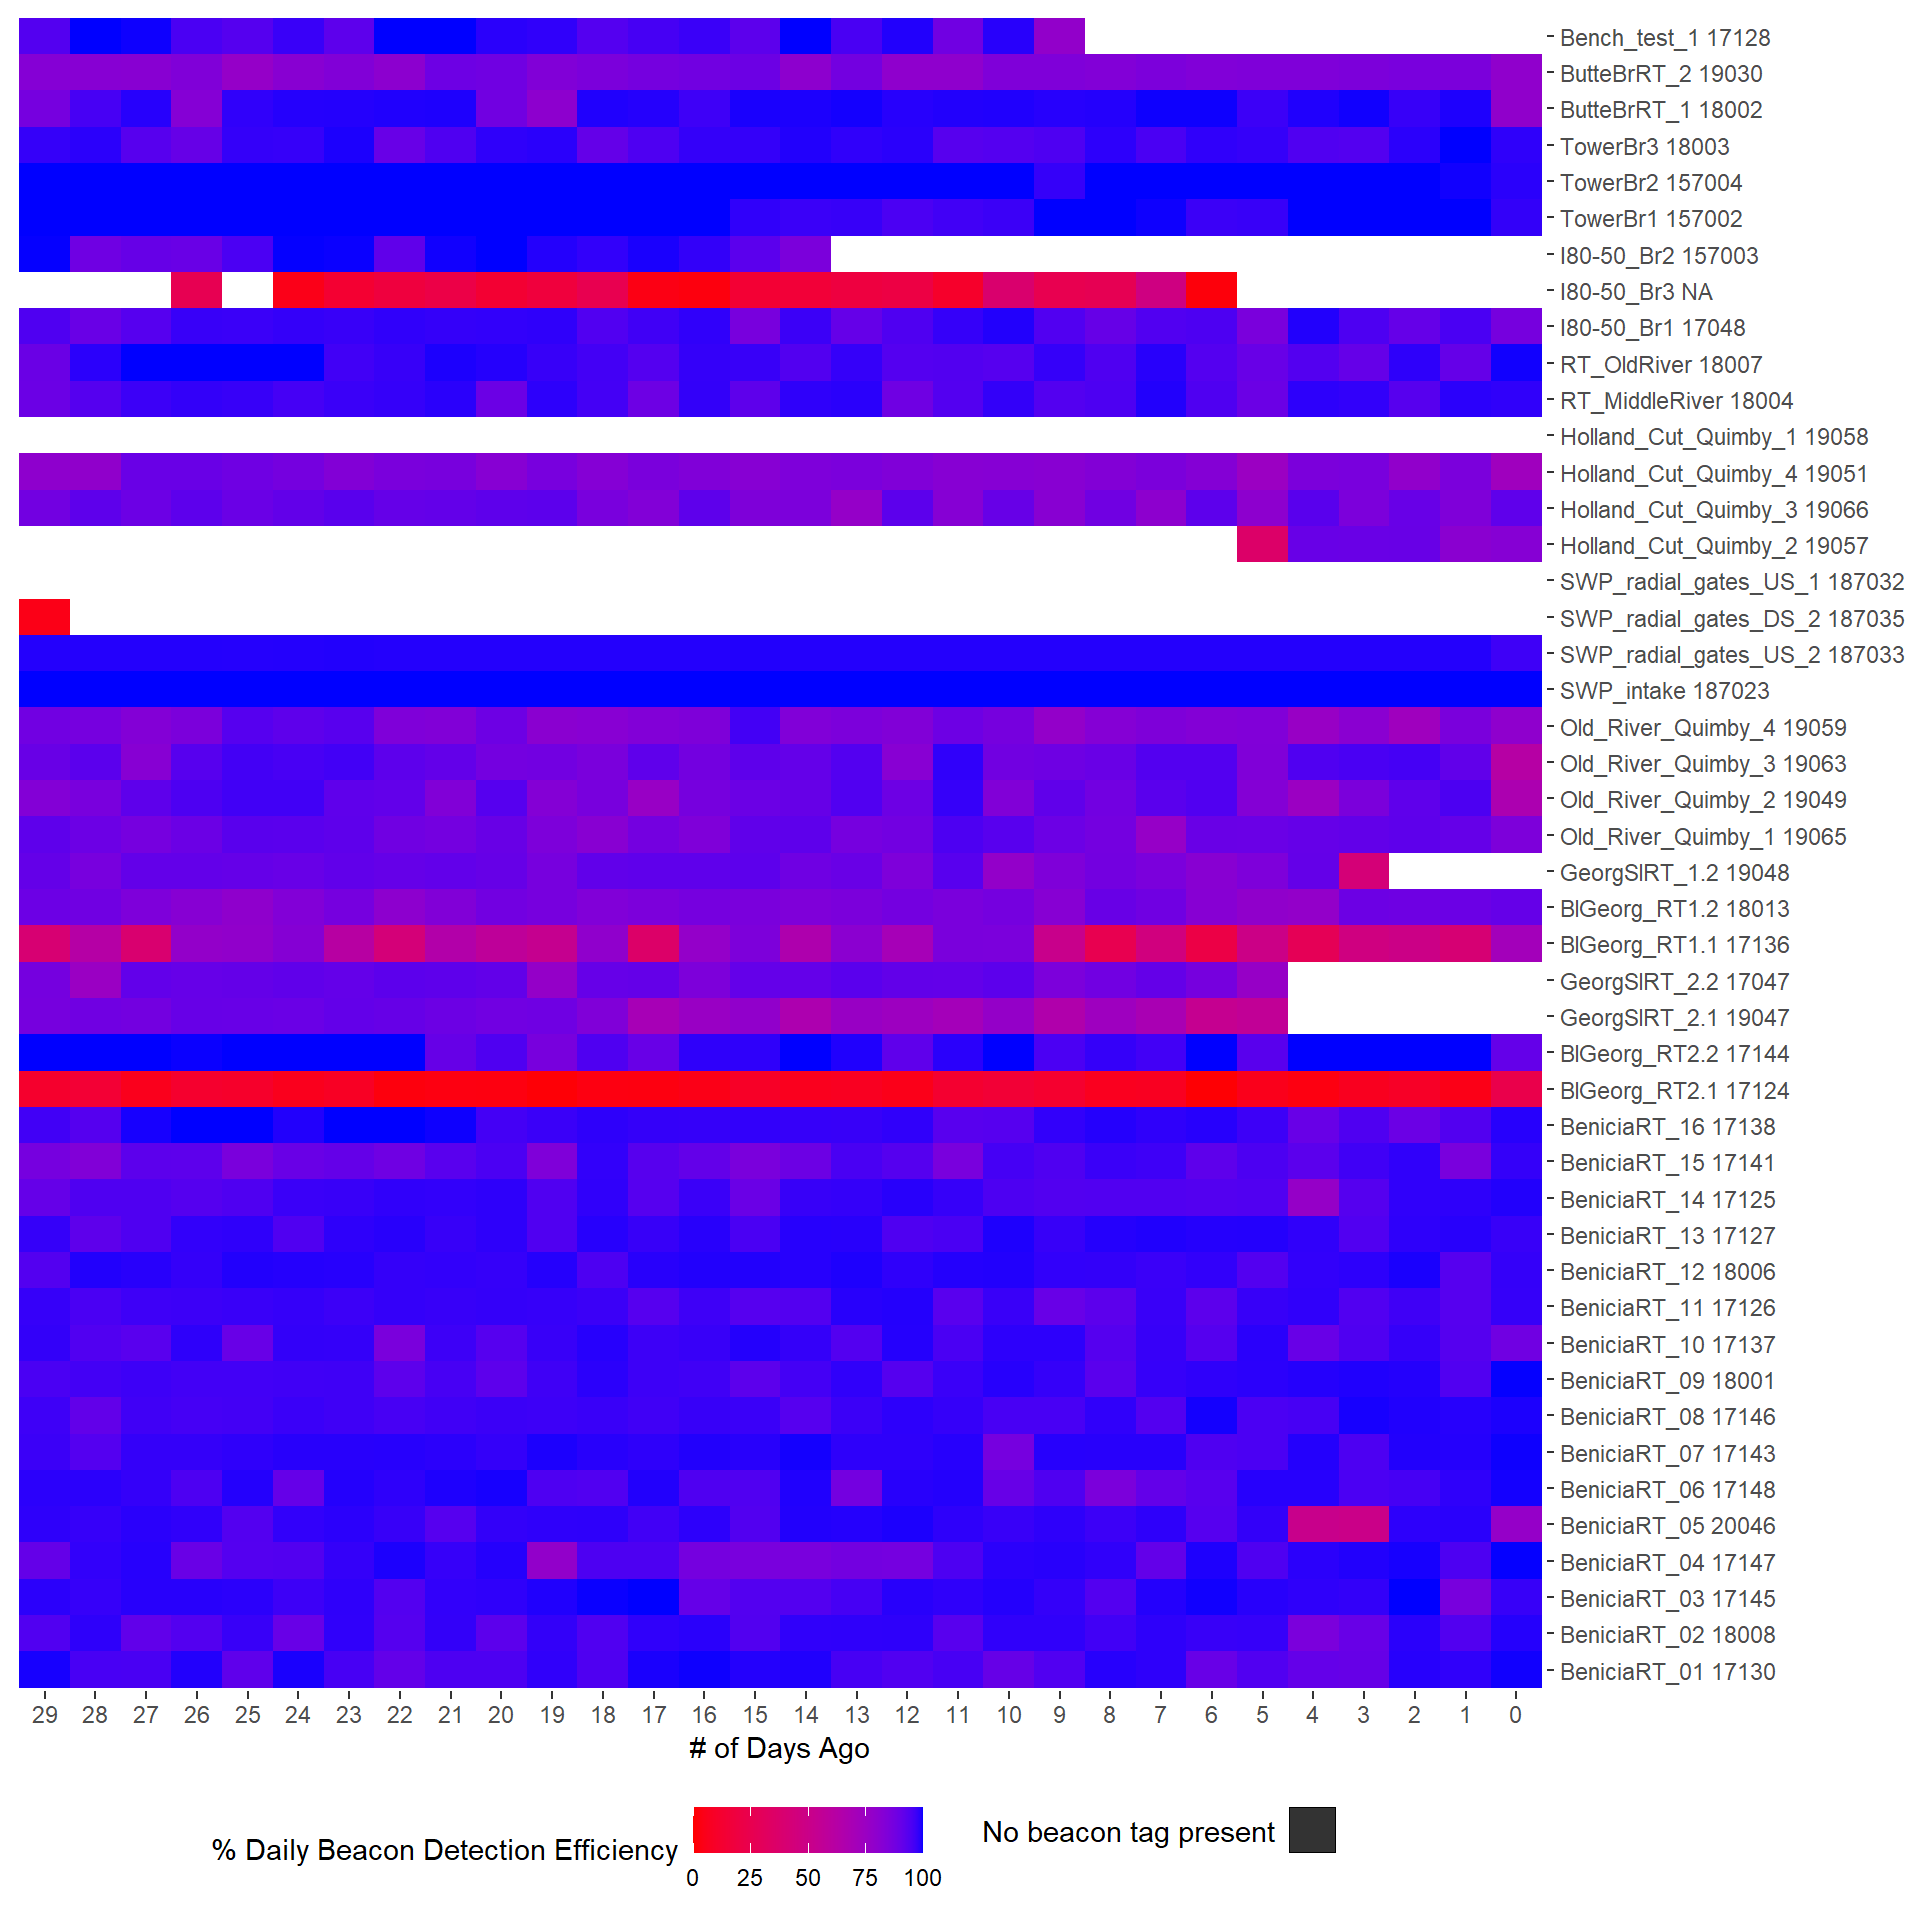 Bench_test_1 17128
ButteBrRT_2 19030
ButteBrRT_1 18002
TowerBr3 18003
TowerBr2 157004
TowerBr1 157002
I80-50_Br2 157003
I80-50_Br3 NA
I80-50_Br1 17048
RT_OldRiver 18007
RT_MiddleRiver 18004
Holland_Cut_Quimby_1 19058
Holland_Cut_Quimby_4 19051
Holland_Cut_Quimby_3 19066
Holland_Cut_Quimby_2 19057
SWP_radial_gates_US_1 187032
SWP_radial_gates_DS_2 187035
SWP_radial_gates_US_2 187033
SWP_intake 187023
Old_River_Quimby_4 19059
Old_River_Quimby_3 19063
Old_River_Quimby_2 19049
Old_River_Quimby_1 19065
GeorgSlRT_1.2 19048
BlGeorg_RT1.2 18013
BlGeorg_RT1.1 17136
GeorgSlRT_2.2 17047
GeorgSlRT_2.1 19047
BlGeorg_RT2.2 17144
BlGeorg_RT2.1 17124
BeniciaRT_16 17138
BeniciaRT_15 17141
BeniciaRT_14 17125
BeniciaRT_13 17127
BeniciaRT_12 18006
BeniciaRT_11 17126
BeniciaRT_10 17137
BeniciaRT_09 18001
BeniciaRT_08 17146
BeniciaRT_07 17143
BeniciaRT_06 17148
BeniciaRT_05 20046
BeniciaRT_04 17147
BeniciaRT_03 17145
BeniciaRT_02 18008
BeniciaRT_01 17130
29 28 27 26 25 24 23 22 21 20 19 18 17 16 15 14 13 12 11 10 9 8 7 6 5 4 3 2 1 0
# of Days Ago
% Daily Beacon Detection Efficiency
0 25 50 75 100
No beacon tag present